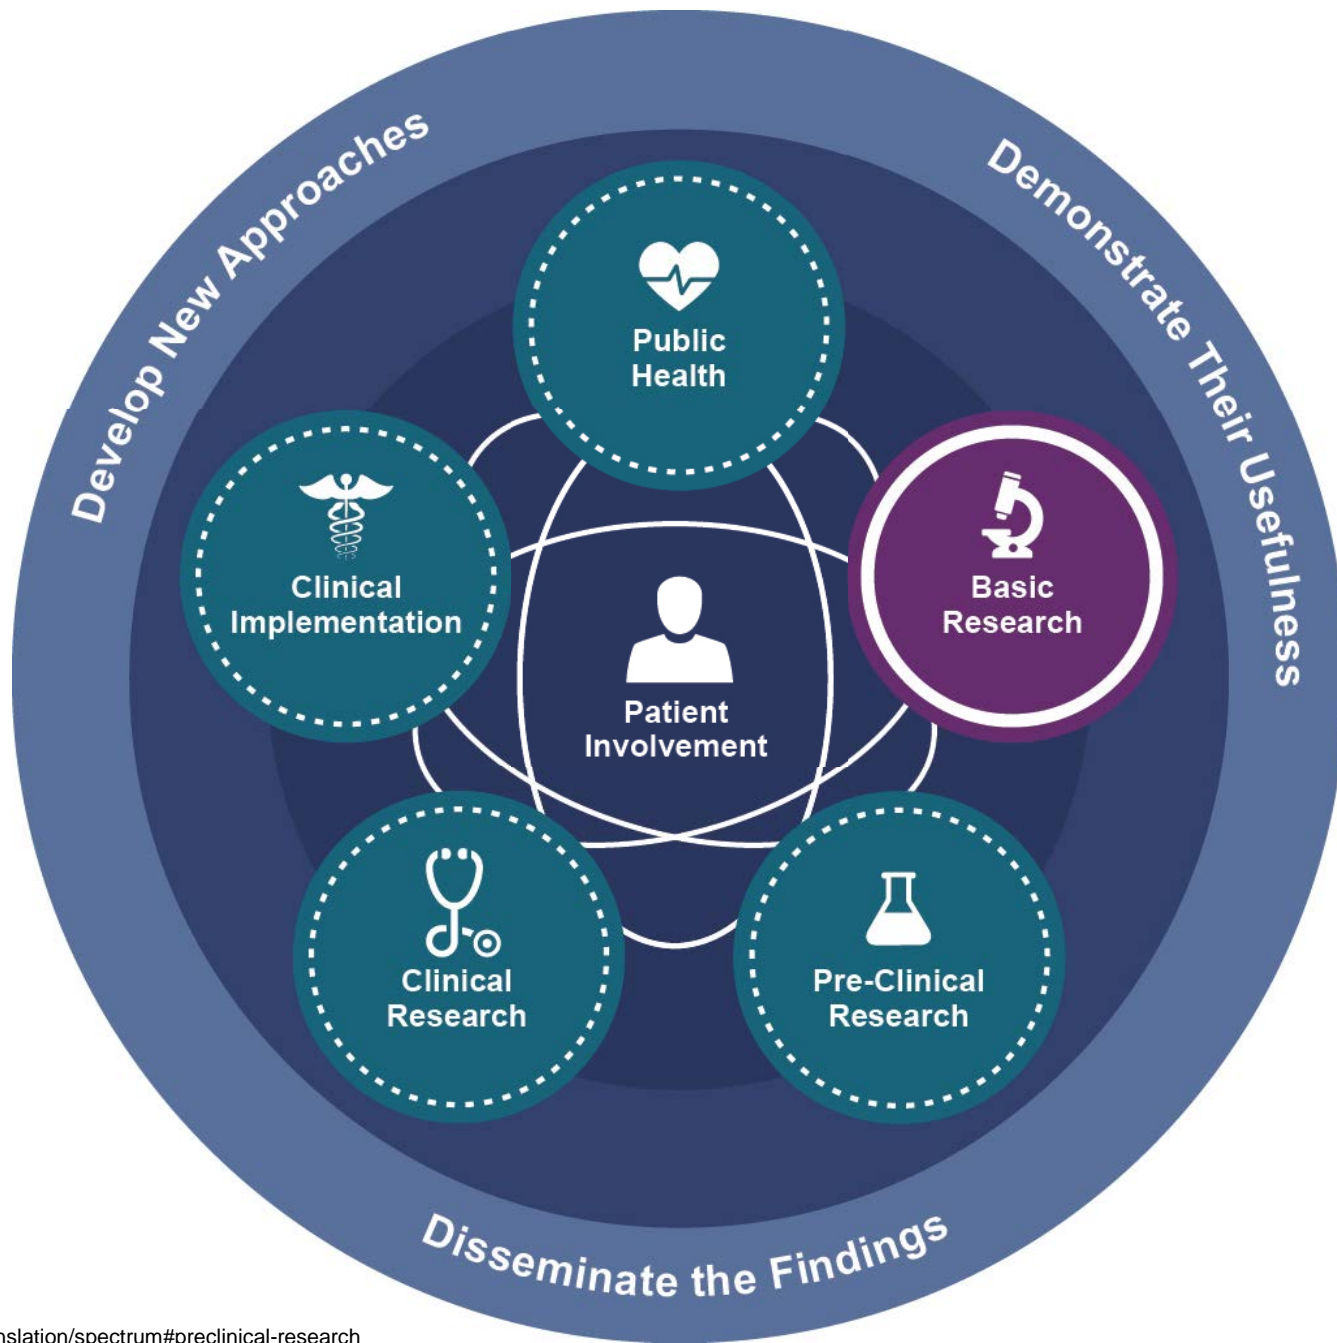 Develop New Approaches
Demonstrate Their Usefulness
Public
Health
Clinical
Implementation
Basic
Research
Patient
Involvement
Clinical
Research
Pre-Clinical
Research
Disseminate the Findings
nslation/spectrum#preclinical-research